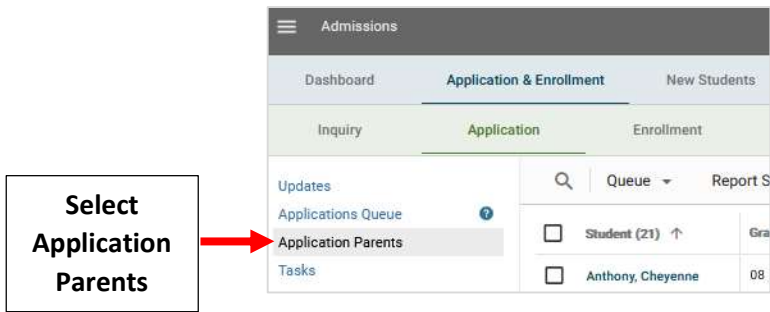 Admissions
Dashboard Application & Enrollment New Students
Inquiry Application Enrollment
Updates
Applications Queue
Application Parents
Tasks
Queue Report S
Student (21) ↑ Gra
Anthony, Cheyenne 08
Select
Application
Parents